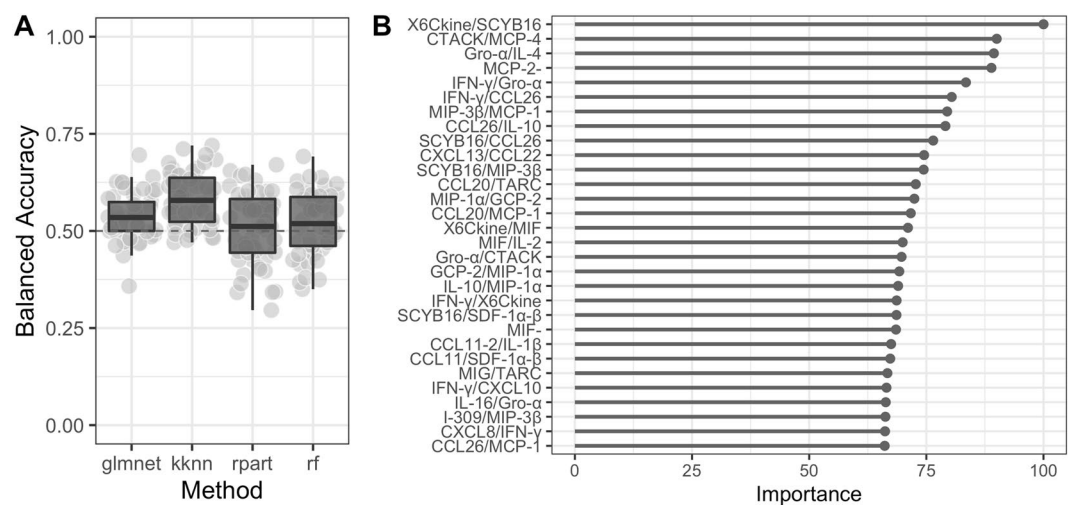 A
1.00
0.75
0.50
0.25
0.00
Balanced Accuracy
glmnet kknn rpart rf
Method
B
X6Ckine/SCYB16
CTACK/MCP-4
Gro-α/IL-4
MCP-2-
IFN-γ/Gro-α
IFN-γ/CCL26
MIP-3β/MCP-1
CCL26/IL-10
SCYB16/CCL26
CXCL13/CCL22
SCYB16/MIP-3β
CCL20/TARC
MIP-1α/GCP-2
CCL20/MCP-1
X6Ckine/MIF
MIF/IL-2
Gro-α/CTACK
GCP-2/MIP-1α
IL-10/MIP-1α
IFN-γ/X6Ckine
SCYB16/SDF-1α-β
MIF-
CCL11-2/IL-1β
CCL11/SDF-1α-β
MIG/TARC
IFN-γ/CXCL10
IL-16/Gro-α
I-309/MIP-3β
CXCL8/IFN-γ
CCL26/MCP-1
0 25 50 75 100
Importance